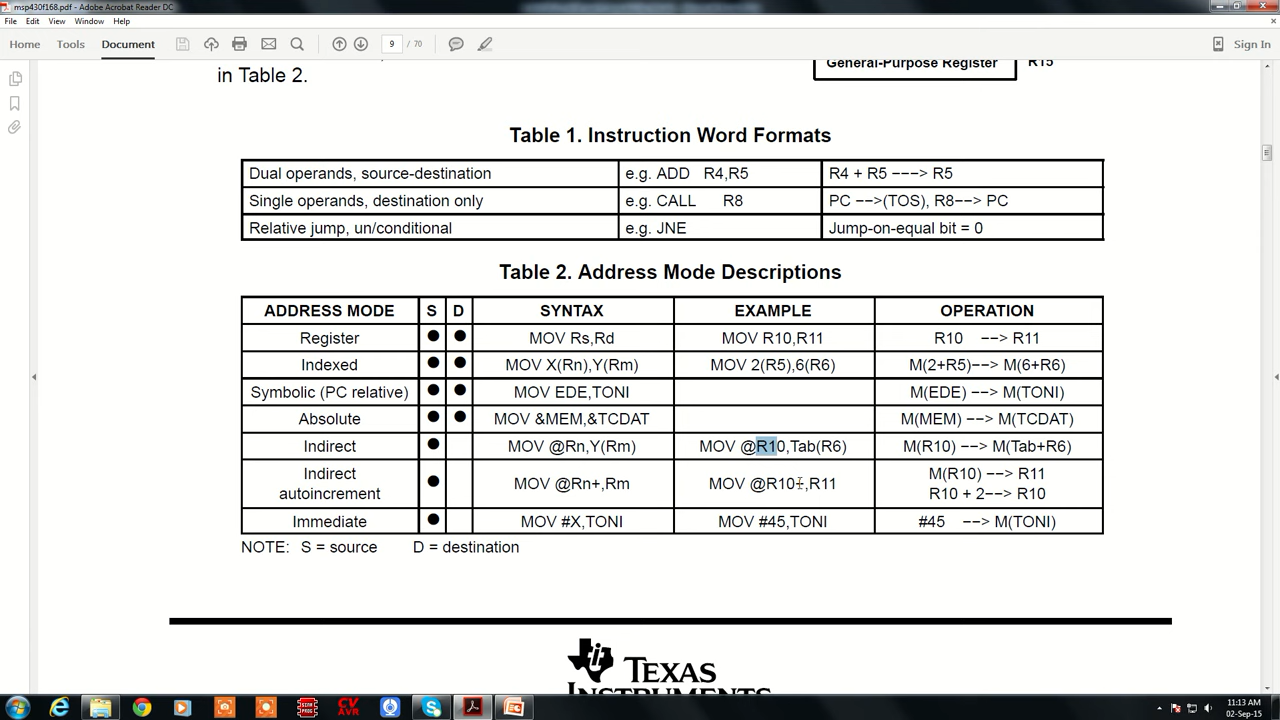 msp430f168.pdf - Adobe Acrobat Reader DC
File Edit View Window Help
Home Tools Document 9 / 70 Sign In
in Table 2.
General-Purpose Register R15
Table 1. Instruction Word Formats
Dual operands, source-destination e.g. ADD R4,R5 R4 + R5 −−−> R5
Single operands, destination only e.g. CALL R8 PC −−>(TOS), R8−−> PC
Relative jump, un/conditional e.g. JNE Jump-on-equal bit = 0
Table 2. Address Mode Descriptions
ADDRESS MODE S D SYNTAX EXAMPLE OPERATION
Register ● ● MOV Rs,Rd MOV R10,R11 R10 −−> R11
Indexed ● ● MOV X(Rn),Y(Rm) MOV 2(R5),6(R6) M(2+R5)−−> M(6+R6)
Symbolic (PC relative) ● ● MOV EDE,TONI M(EDE) −−> M(TONI)
Absolute ● ● MOV &MEM,&TCDAT M(MEM) −−> M(TCDAT)
Indirect ● MOV @Rn,Y(Rm) MOV @R10,Tab(R6) M(R10) −−> M(Tab+R6)
Indirect
autoincrement ● MOV @Rn+,Rm MOV @R10+,R11 M(R10) −−> R11
R10 + 2−−> R10
Immediate ● MOV #X,TONI MOV #45,TONI #45 −−> M(TONI)
NOTE: S = source D = destination
TEXAS
INSTRUMENTS
CV
AVR
11:13 AM
02-Sep-15